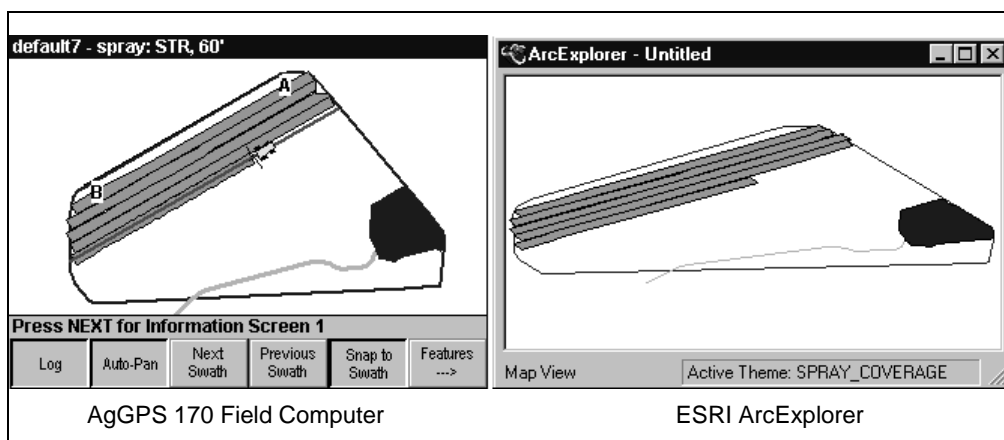 default7 - spray: STR, 60'
A
B
Press NEXT for Information Screen 1
Log
Auto-Pan
Next
Swath
Previous
Swath
Snap to
Swath
Features
--->
AgGPS 170 Field Computer
ArcExplorer - Untitled
Map View
Active Theme: SPRAY_COVERAGE
ESRI ArcExplorer